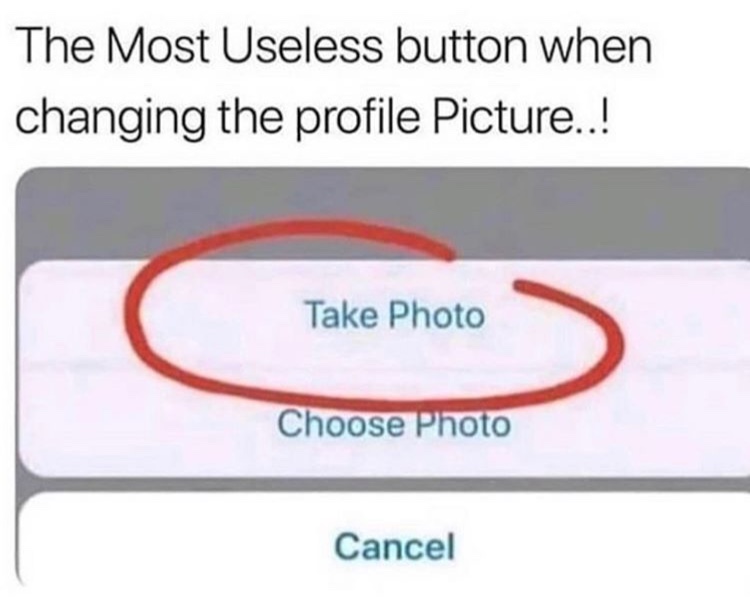 The Most Useless button when
changing the profile Picture..!
Take Photo
Choose Photo
Cancel